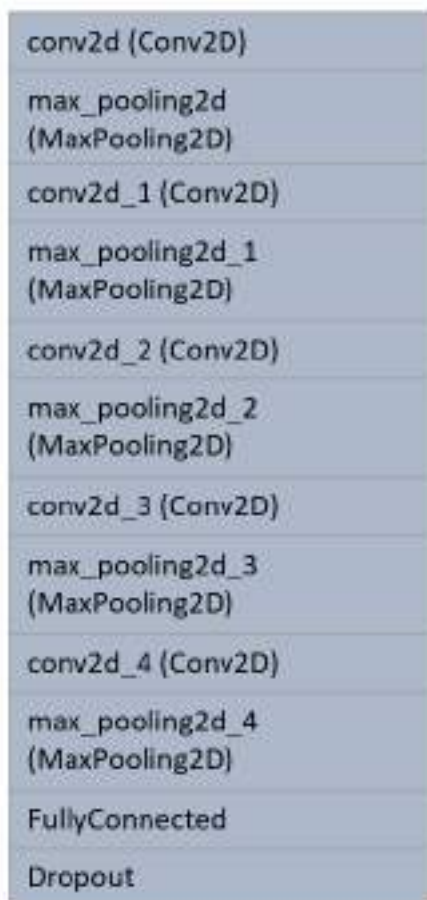 conv2d (Conv2D)
max_pooling2d
(MaxPooling2D)
conv2d_1 (Conv2D)
max_pooling2d_1
(MaxPooling2D)
conv2d_2 (Conv2D)
max_pooling2d_2
(MaxPooling2D)
conv2d_3 (Conv2D)
max_pooling2d_3
(MaxPooling2D)
conv2d_4 (Conv2D)
max_pooling2d_4
(MaxPooling2D)
FullyConnected
Dropout